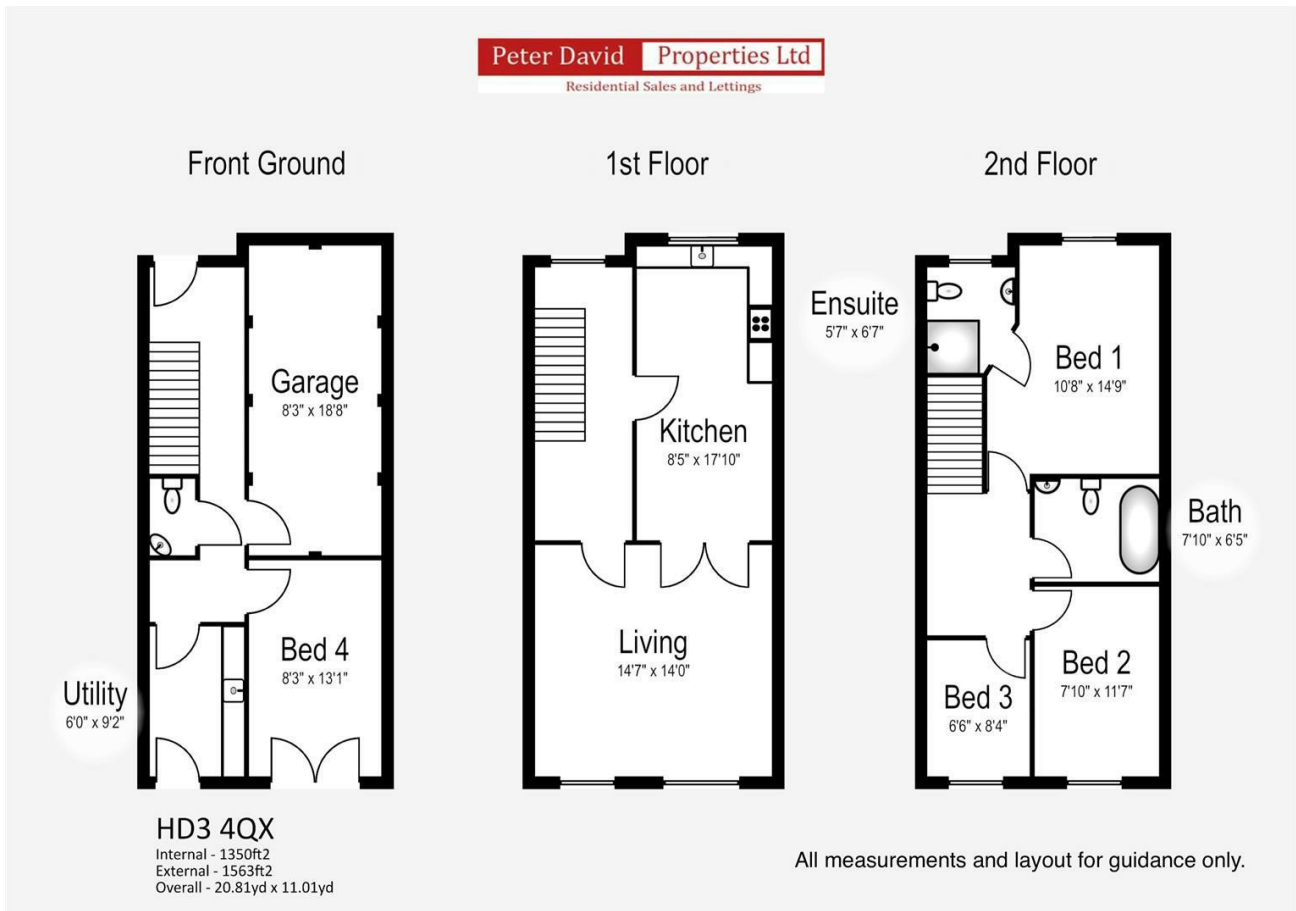 Peter David Properties Ltd
Residential Sales and Lettings
Front Ground
1st Floor
2nd Floor
Garage
8'3" x 18'8"
Bed 4
8'3" x 13'1"
Utility
6'0" x 9'2"
Kitchen
8'5" x 17'10"
Living
14'7" x 14'0"
Ensuite
5'7" x 6'7"
Bed 1
10'8" x 14'9"
Bath
7'10" x 6'5"
Bed 2
7'10" x 11'7"
Bed 3
6'6" x 8'4"
HD3 4QX
Internal - 1350ft2
External - 1563ft2
Overall - 20.81yd x 11.01yd
All measurements and layout for guidance only.